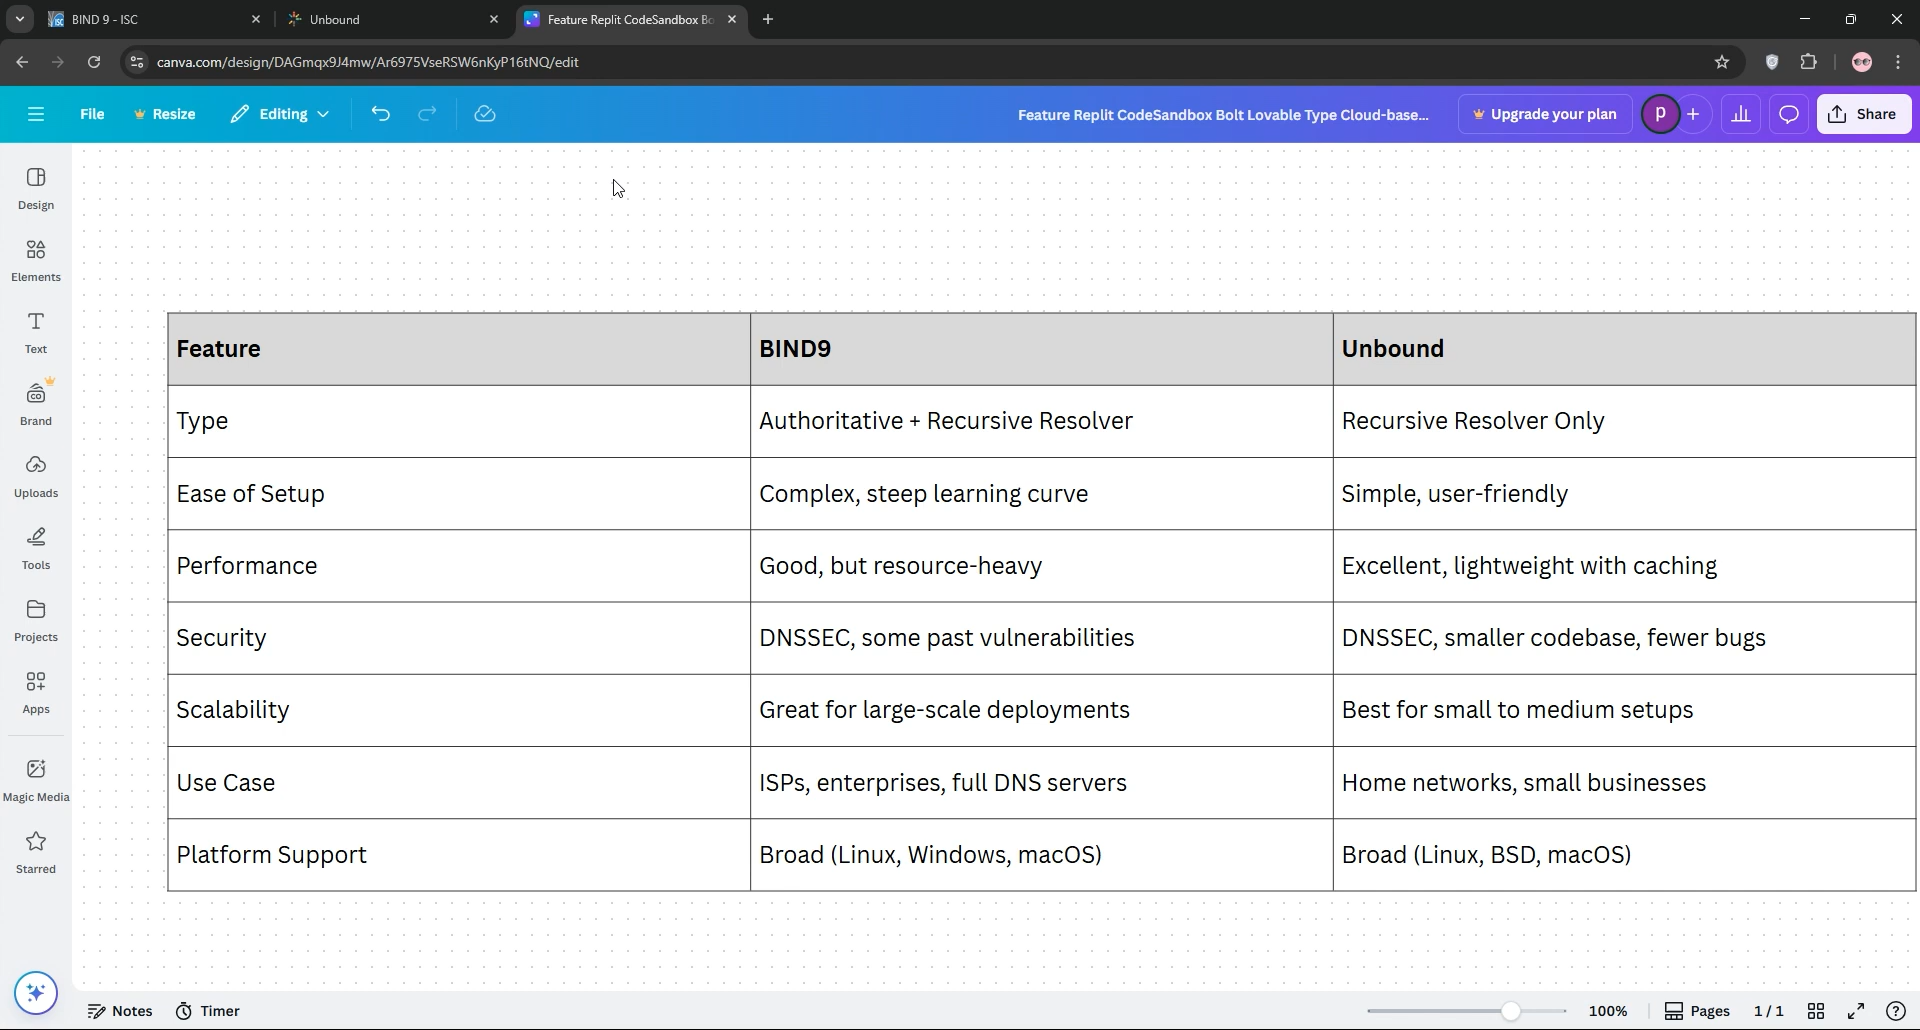 BIND 9 - ISC
Unbound
Feature Replit CodeSandbox Bo
canva.com/design/DAGmqx9J4mw/Ar6975VseRSW6nKyP16tNQ/edit
File
Resize
Editing
Feature Replit CodeSandbox Bolt Lovable Type Cloud-base...
Upgrade your plan
p
Share
Design
Elements
Text
Brand
Uploads
Tools
Projects
Apps
Magic Media
Starred
Feature BIND9 Unbound
Type Authoritative + Recursive Resolver Recursive Resolver Only
Ease of Setup Complex, steep learning curve Simple, user-friendly
Performance Good, but resource-heavy Excellent, lightweight with caching
Security DNSSEC, some past vulnerabilities DNSSEC, smaller codebase, fewer bugs
Scalability Great for large-scale deployments Best for small to medium setups
Use Case ISPs, enterprises, full DNS servers Home networks, small businesses
Platform Support Broad (Linux, Windows, macOS) Broad (Linux, BSD, macOS)
Notes
Timer
100%
Pages
1 / 1